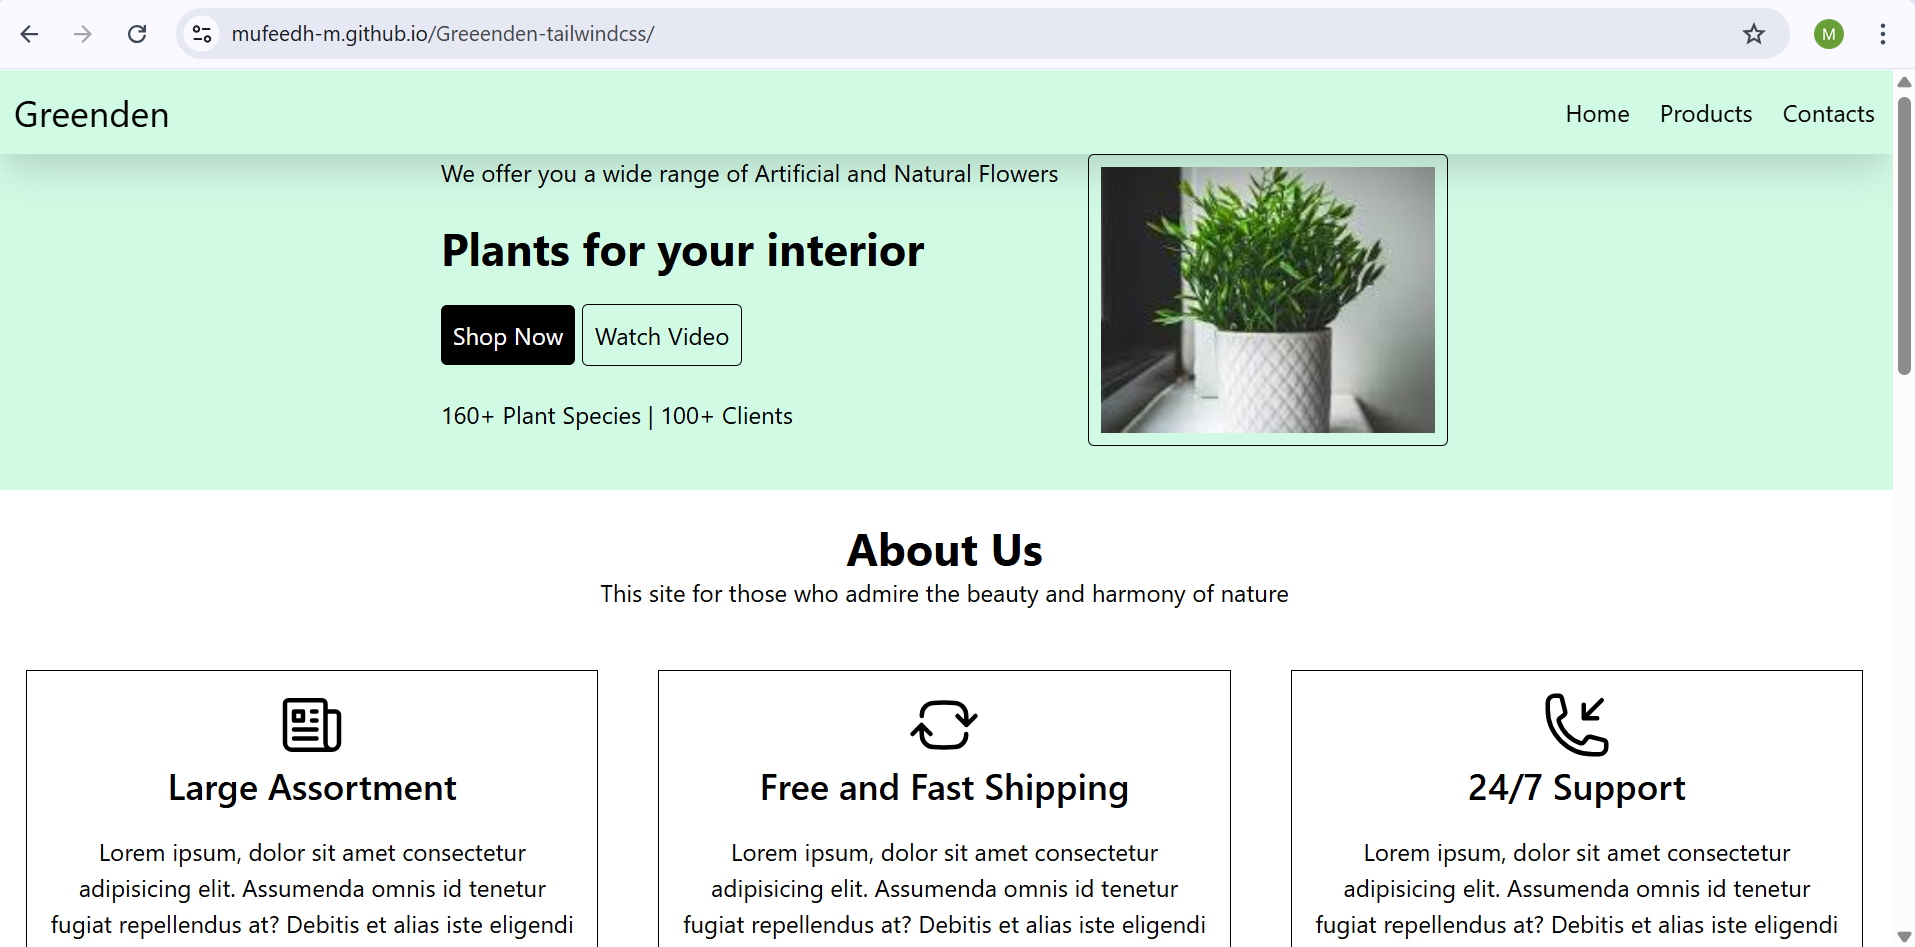 mufeedh-m.github.io/Greeenden-tailwindcss/
M
Greenden
Home Products Contacts
We offer you a wide range of Artificial and Natural Flowers
Plants for your interior
Shop Now Watch Video
160+ Plant Species | 100+ Clients
About Us
This site for those who admire the beauty and harmony of nature
Large Assortment
Lorem ipsum, dolor sit amet consectetur
adipisicing elit. Assumenda omnis id tenetur
fugiat repellendus at? Debitis et alias iste eligendi
Free and Fast Shipping
Lorem ipsum, dolor sit amet consectetur
adipisicing elit. Assumenda omnis id tenetur
fugiat repellendus at? Debitis et alias iste eligendi
24/7 Support
Lorem ipsum, dolor sit amet consectetur
adipisicing elit. Assumenda omnis id tenetur
fugiat repellendus at? Debitis et alias iste eligendi